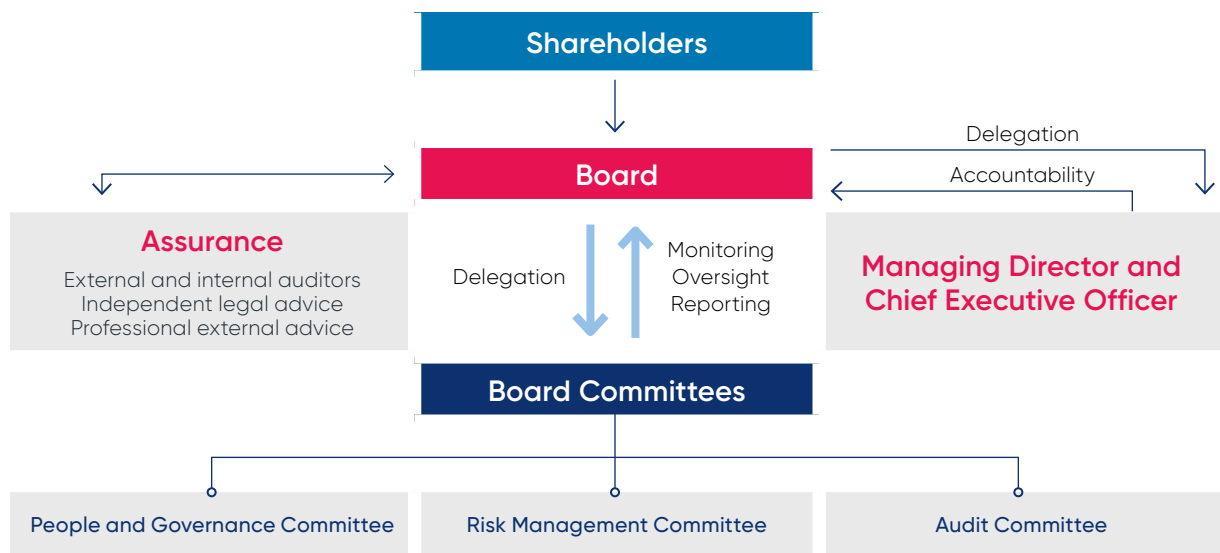 Shareholders
Delegation
Board
Accountability
Assurance
External and internal auditors
Independent legal advice
Professional external advice
Delegation
Monitoring
Oversight
Reporting
Managing Director and
Chief Executive Officer
Board Committees
People and Governance Committee
Risk Management Committee
Audit Committee